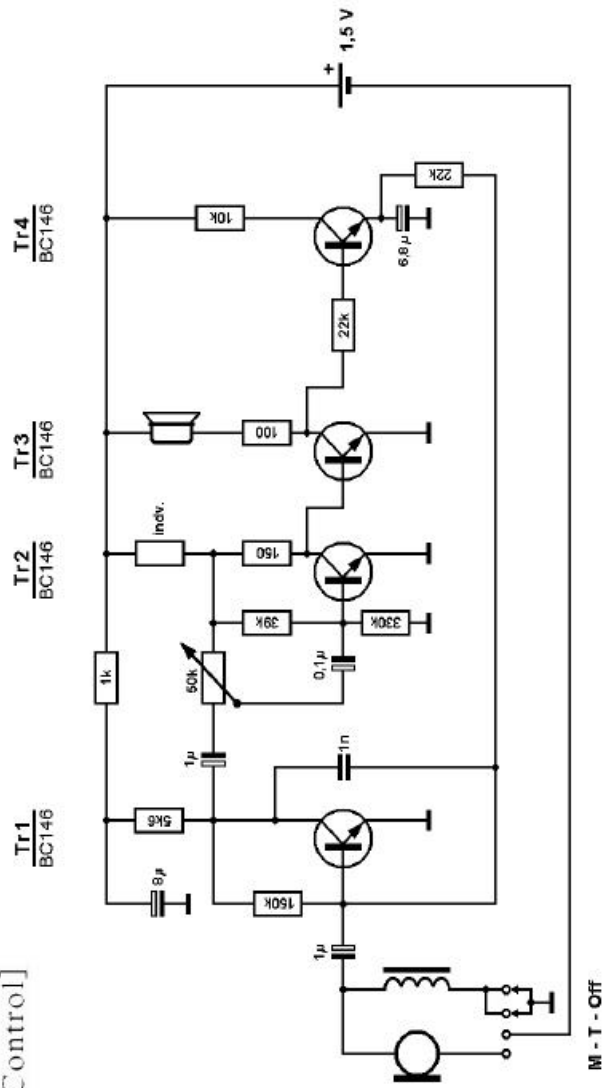 Control]
Tr1
BC146
Tr2
BC146
Tr3
BC146
Tr4
BC146
8µ
1k
5k6
150k
1µ
1µ
1n
50k
0,1µ
indv.
39k
150
330k
100
22k
10k
6,8µ
22k
+
1,5 V
M - T - Off